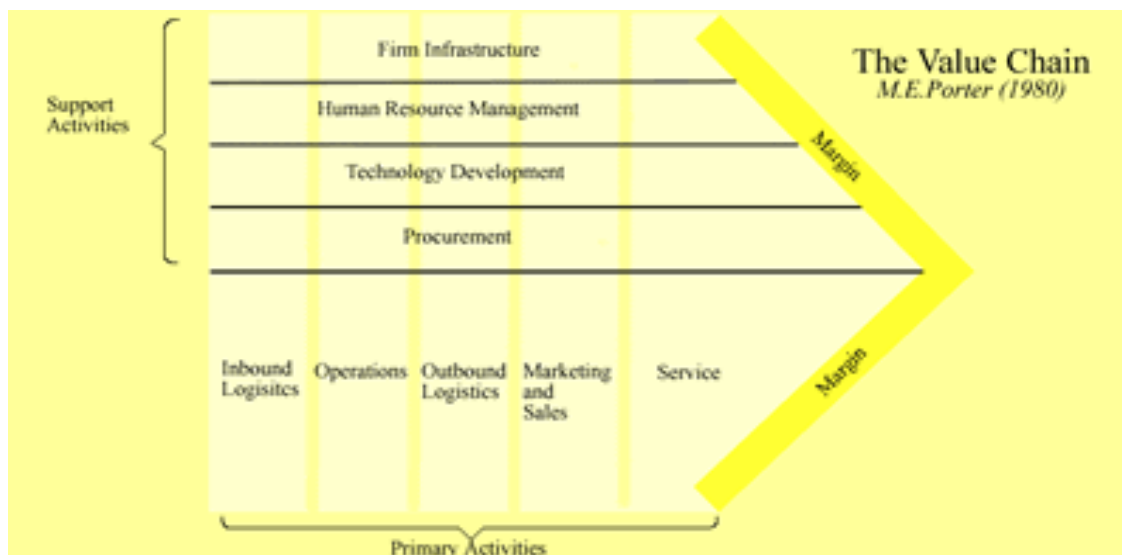 Firm Infrastructure
The Value Chain
M.E.Porter (1980)
Support
Activities
Human Resource Management
Margin
Technology Development
Procurement
Inbound
Logisitcs
Operations
Outbound
Logistics
Marketing
and
Sales
Service
Margin
Primary Activities